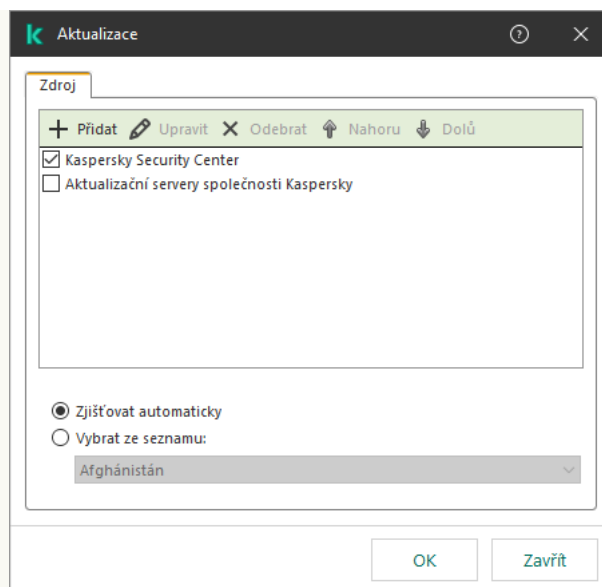 Aktualizace
Zdroj
Přidat Upravit Odebrat Nahoru Dolů
Kaspersky Security Center
Aktualizační servery společnosti Kaspersky
Zjišťovat automaticky
Vybrat ze seznamu:
Afghánistán
OK Zavřít